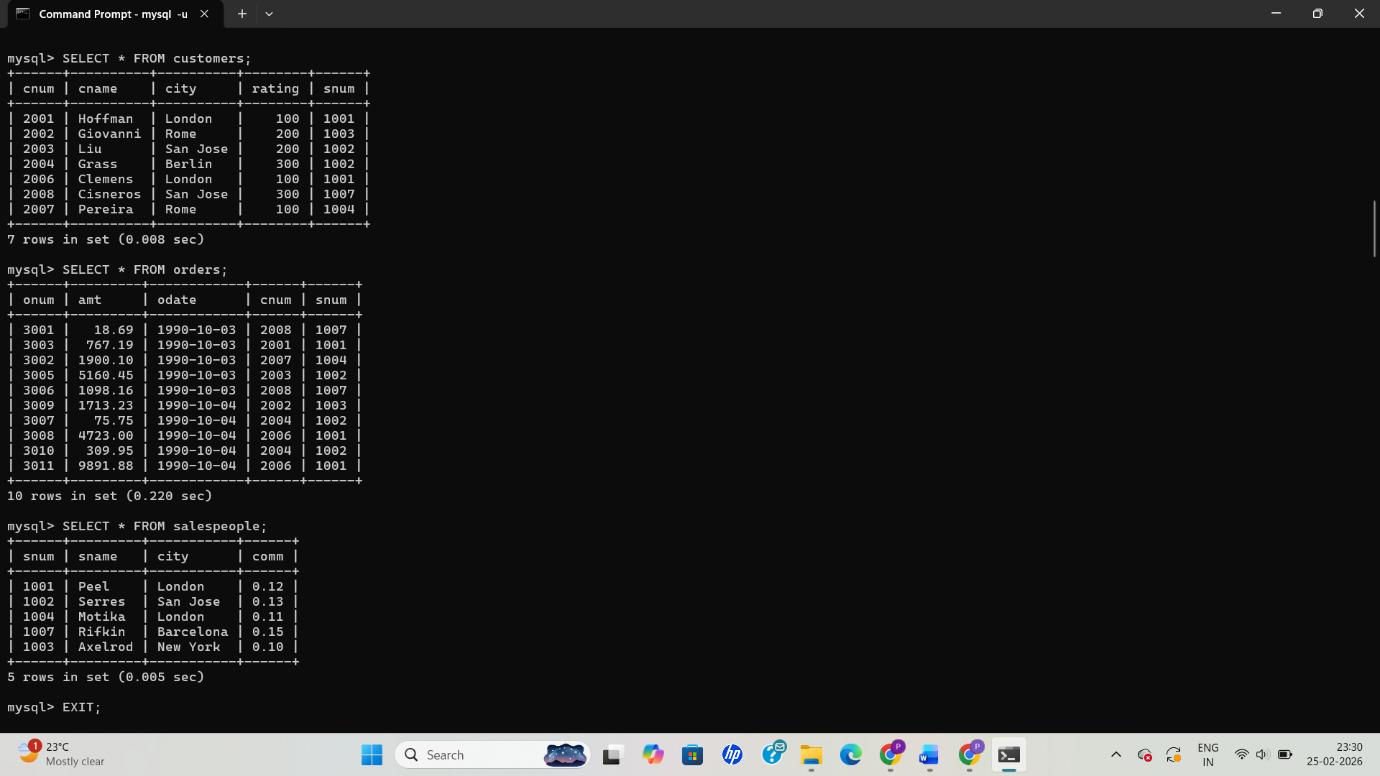 Command Prompt - mysql -u
mysql> SELECT * FROM customers;
+------+----------+----------+--------+------+
| cnum | cname    | city     | rating | snum |
+------+----------+----------+--------+------+
| 2001 | Hoffman  | London   |    100 | 1001 |
| 2002 | Giovanni | Rome     |    200 | 1003 |
| 2003 | Liu      | San Jose |    200 | 1002 |
| 2004 | Grass    | Berlin   |    300 | 1002 |
| 2006 | Clemens  | London   |    100 | 1001 |
| 2008 | Cisneros | San Jose |    300 | 1007 |
| 2007 | Pereira  | Rome     |    100 | 1004 |
+------+----------+----------+--------+------+
7 rows in set (0.008 sec)
mysql> SELECT * FROM orders;
+------+---------+------------+------+------+
| onum | amt     | odate      | cnum | snum |
+------+---------+------------+------+------+
| 3001 |   18.69 | 1990-10-03 | 2008 | 1007 |
| 3003 |  767.19 | 1990-10-03 | 2001 | 1001 |
| 3002 | 1900.10 | 1990-10-03 | 2007 | 1004 |
| 3005 | 5160.45 | 1990-10-03 | 2003 | 1002 |
| 3006 | 1098.16 | 1990-10-03 | 2008 | 1007 |
| 3009 | 1713.23 | 1990-10-04 | 2002 | 1003 |
| 3007 |   75.75 | 1990-10-04 | 2004 | 1002 |
| 3008 | 4723.00 | 1990-10-04 | 2006 | 1001 |
| 3010 |  309.95 | 1990-10-04 | 2004 | 1002 |
| 3011 | 9891.88 | 1990-10-04 | 2006 | 1001 |
+------+---------+------------+------+------+
10 rows in set (0.220 sec)
mysql> SELECT * FROM salespeople;
+------+---------+-----------+------+
| snum | sname   | city      | comm |
+------+---------+-----------+------+
| 1001 | Peel    | London    | 0.12 |
| 1002 | Serres  | San Jose  | 0.13 |
| 1004 | Motika  | London    | 0.11 |
| 1007 | Rifkin  | Barcelona | 0.15 |
| 1003 | Axelrod | New York  | 0.10 |
+------+---------+-----------+------+
5 rows in set (0.005 sec)
mysql> EXIT;
1
23°C
Mostly clear
Search
hp
P
W
P
ENG
IN
23:30
25-02-2026